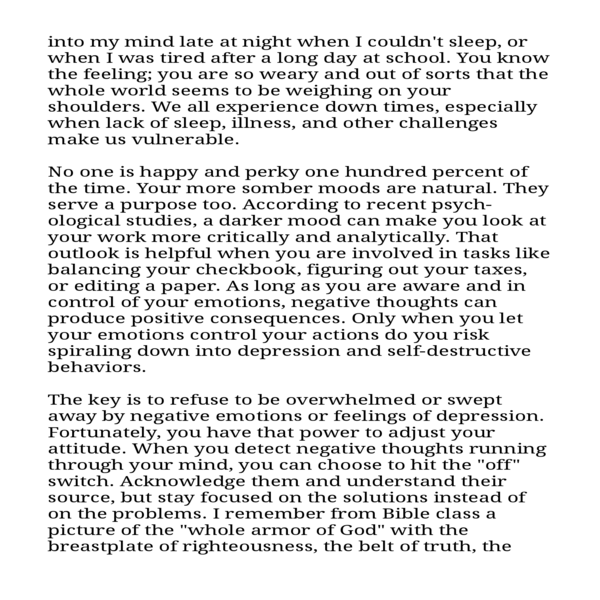 into my mind late at night when I couldn't sleep, or
when I was tired after a long day at school. You know
the feeling; you are so weary and out of sorts that the
whole world seems to be weighing on your
shoulders. We all experience down times, especially
when lack of sleep, illness, and other challenges
make us vulnerable.
No one is happy and perky one hundred percent of
the time. Your more somber moods are natural. They
serve a purpose too. According to recent psych-
ological studies, a darker mood can make you look at
your work more critically and analytically. That
outlook is helpful when you are involved in tasks like
balancing your checkbook, figuring out your taxes,
or editing a paper. As long as you are aware and in
control of your emotions, negative thoughts can
produce positive consequences. Only when you let
your emotions control your actions do you risk
spiraling down into depression and self-destructive
behaviors.
The key is to refuse to be overwhelmed or swept
away by negative emotions or feelings of depression.
Fortunately, you have that power to adjust your
attitude. When you detect negative thoughts running
through your mind, you can choose to hit the "off"
switch. Acknowledge them and understand their
source, but stay focused on the solutions instead of
on the problems. I remember from Bible class a
picture of the "whole armor of God" with the
breastplate of righteousness, the belt of truth, the